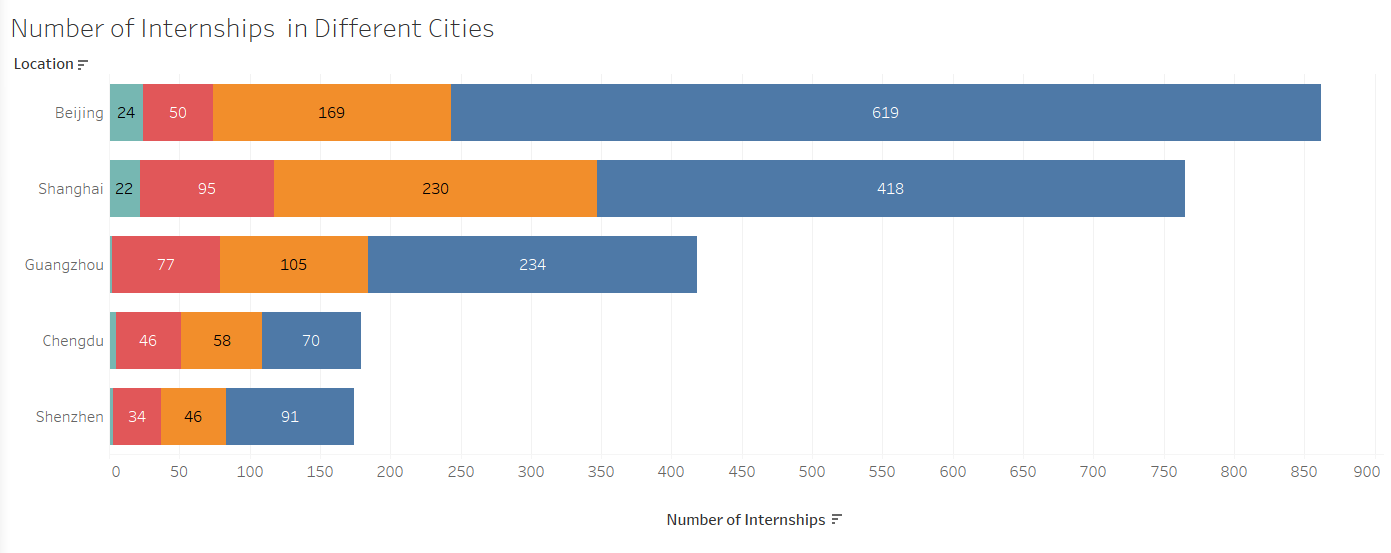 Number of Internships  in Different Cities
Location
Beijing 24 50 169 619
Shanghai 22 95 230 418
Guangzhou 77 105 234
Chengdu 46 58 70
Shenzhen 34 46 91
0 50 100 150 200 250 300 350 400 450 500 550 600 650 700 750 800 850 900
Number of Internships